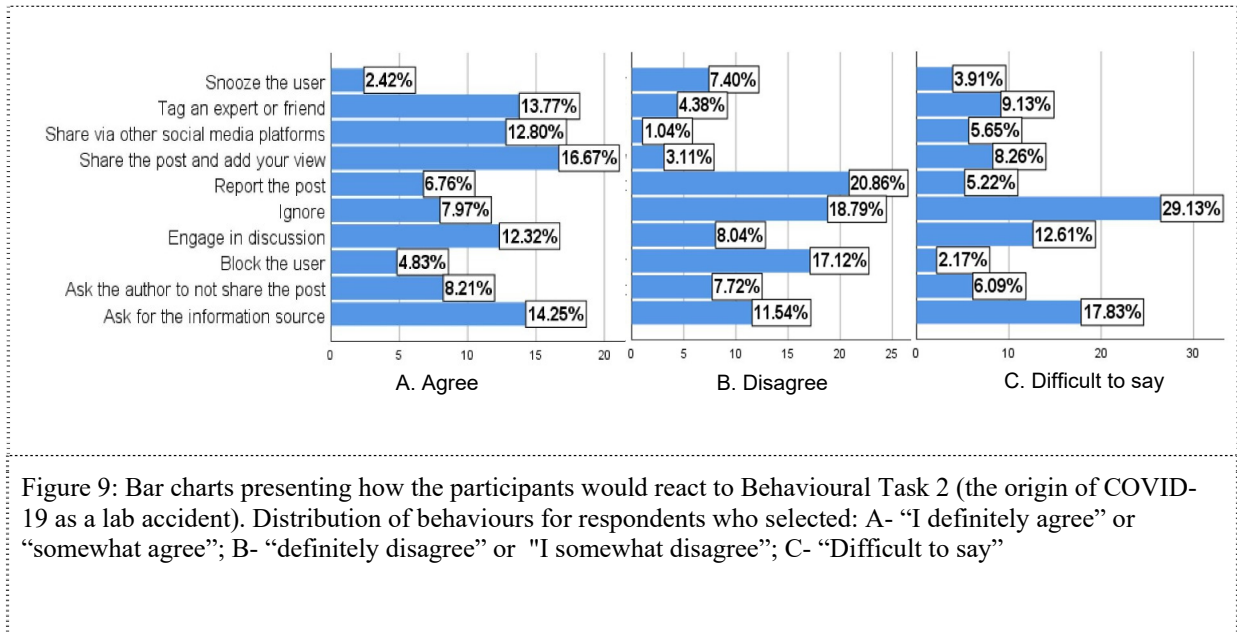 Snooze the user 2.42% 7.40% 3.91%
Tag an expert or friend 13.77% 4.38% 9.13%
Share via other social media platforms 12.80% 1.04% 5.65%
Share the post and add your view 16.67% 3.11% 8.26%
Report the post 6.76% 20.86% 5.22%
Ignore 7.97% 18.79% 29.13%
Engage in discussion 12.32% 8.04% 12.61%
Block the user 4.83% 17.12% 2.17%
Ask the author to not share the post 8.21% 7.72% 6.09%
Ask for the information source 14.25% 11.54% 17.83%
0 5 10 15 20 0 5 10 15 20 25 0 10 20 30
A. Agree B. Disagree C. Difficult to say
Figure 9: Bar charts presenting how the participants would react to Behavioural Task 2 (the origin of COVID-
19 as a lab accident). Distribution of behaviours for respondents who selected: A- “I definitely agree” or
“somewhat agree”; B- “definitely disagree” or "I somewhat disagree”; C- “Difficult to say”